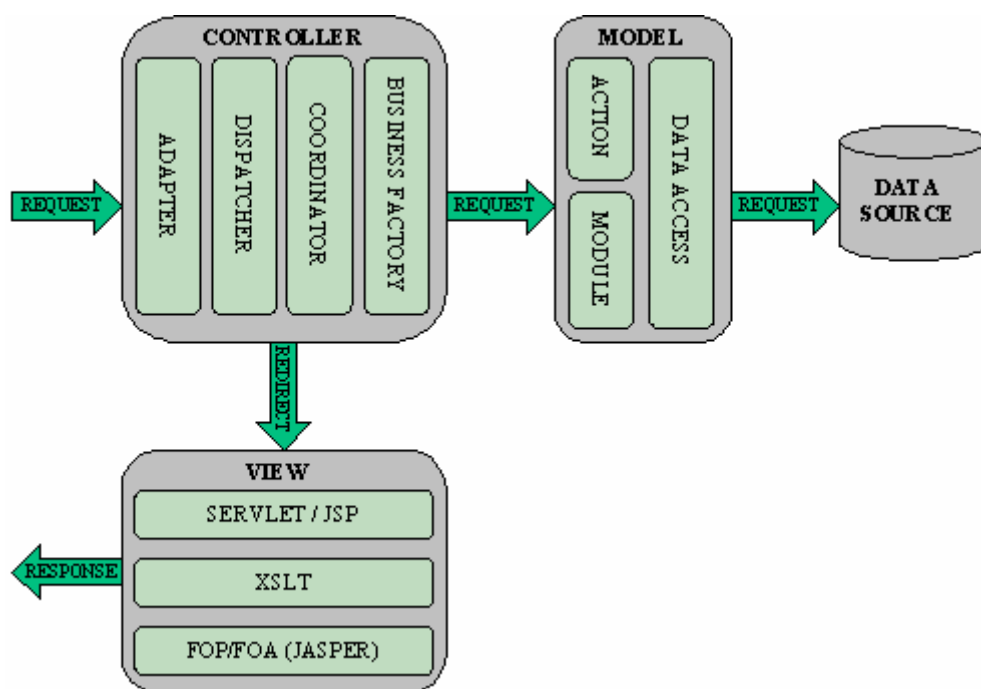 CONTROLLER
ADAPTER
DISPATCHER
COORDINATOR
BUSINESS FACTORY
MODEL
ACTION
MODULE
DATA ACCESS
DATA
SOURCE
REQUEST
REQUEST
REQUEST
REDIRECT
VIEW
SERVLET / JSP
XSLT
FOP/FOA (JASPER)
RESPONSE